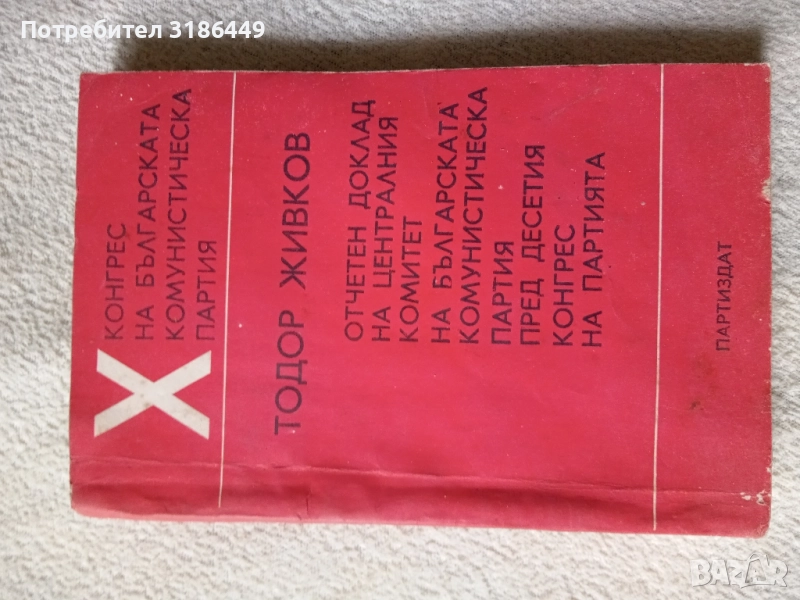 Потребител 3186449
X
КОНГРЕС
НА БЪЛГАРСКАТА
КОМУНИСТИЧЕСКА
ПАРТИЯ
ТОДОР ЖИВКОВ
ОТЧЕТЕН ДОКЛАД
НА ЦЕНТРАЛНИЯ
КОМИТЕТ
НА БЪЛГАРСКАТА
КОМУНИСТИЧЕСКА
ПАРТИЯ
ПРЕД ДЕСЕТИЯ
КОНГРЕС
НА ПАРТИЯТА
ПАРТИЗДАТ
BAZAR